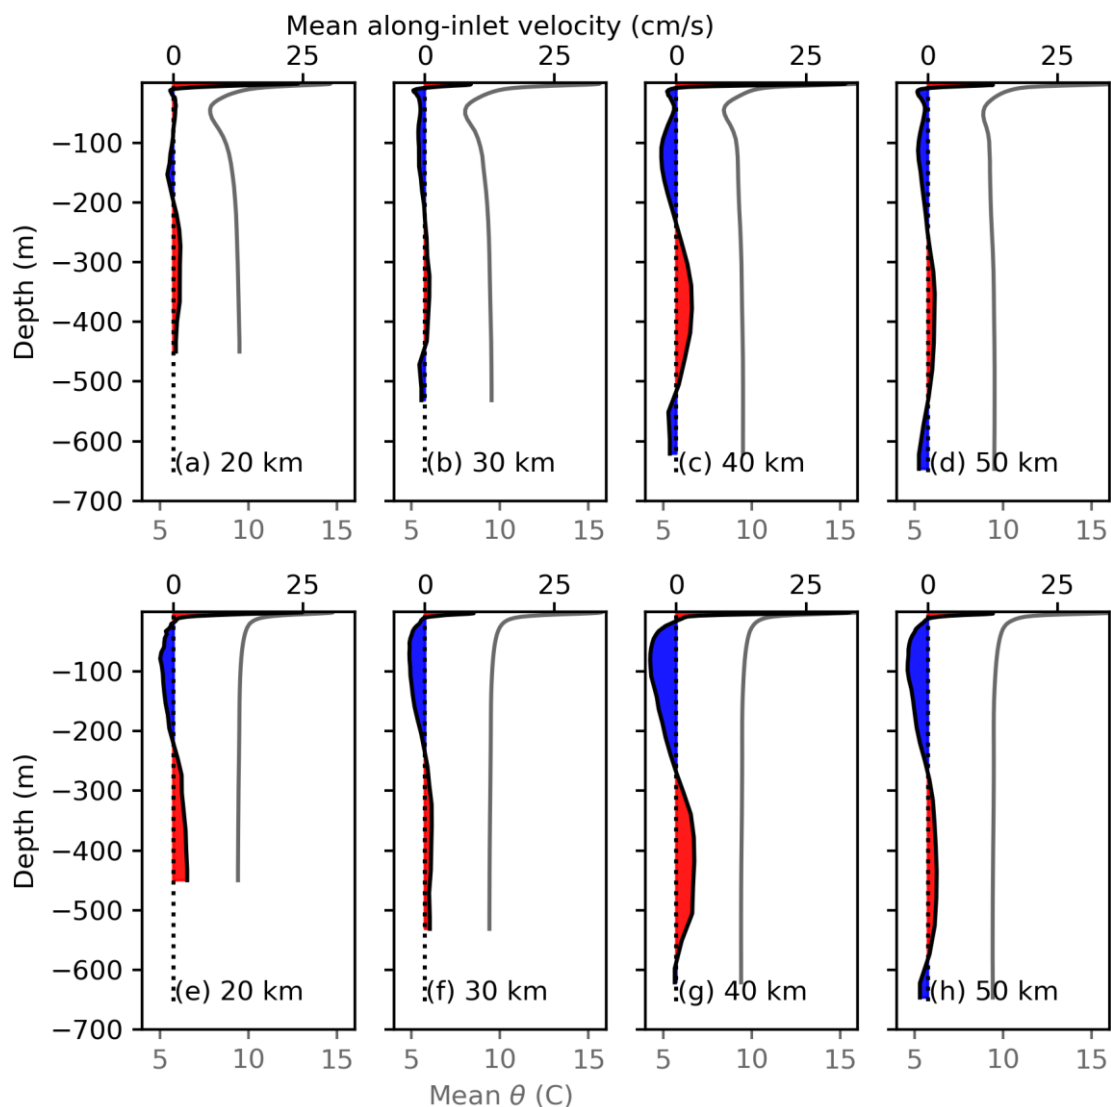 Mean along-inlet velocity (cm/s)
0 25 0 25 0 25 0 25
Depth (m)
−100
−200
−300
−400
−500
−600
−700
(a) 20 km
(b) 30 km
(c) 40 km
(d) 50 km
5 10 15 5 10 15 5 10 15 5 10 15
0 25 0 25 0 25 0 25
Depth (m)
−100
−200
−300
−400
−500
−600
−700
(e) 20 km
(f) 30 km
(g) 40 km
(h) 50 km
5 10 15 5 10 15 5 10 15 5 10 15
Mean θ (C)